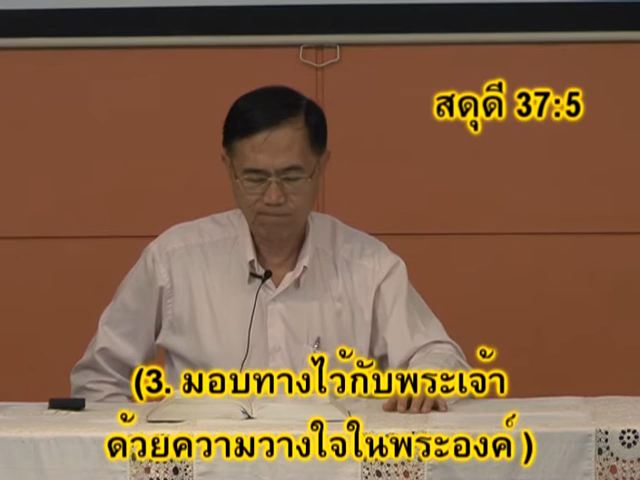 สดุดี 37:5
(3. มอบทางไว้กับพระเจ้า
ด้วยความวางใจในพระองค์ )